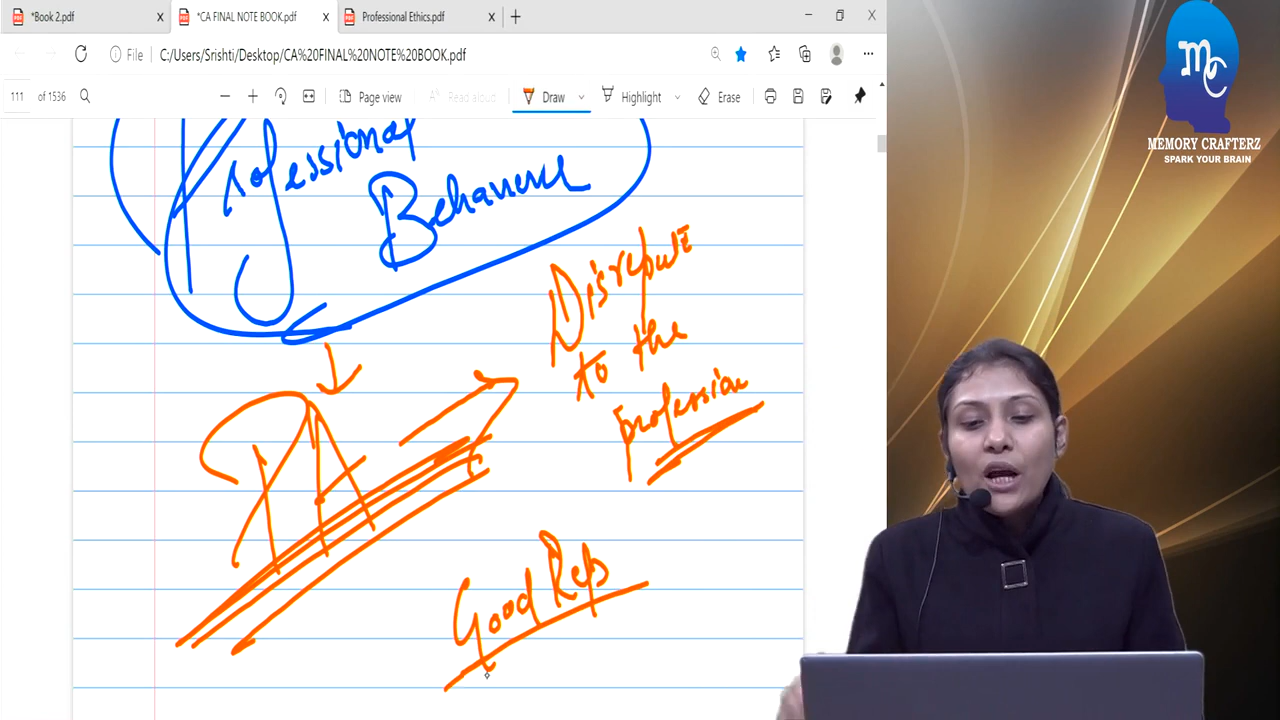 *Book 2.pdf
*CA FINAL NOTE BOOK.pdf
Professional Ethics.pdf
File C:/Users/Srishti/Desktop/CA%20FINAL%20NOTE%20BOOK.pdf
111 of 1536
Page view
Read aloud
Draw
Highlight
Erase
MC
MEMORY CRAFTERZ
SPARK YOUR BRAIN
Professional
Behaviour
Disrepute
to the
profession
PA
Good Rep